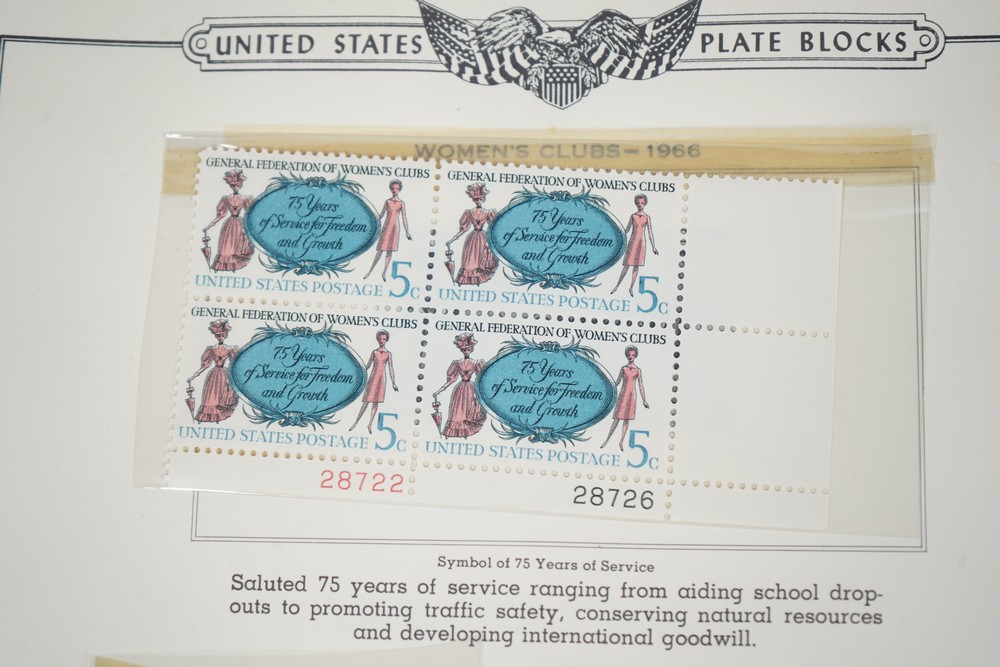 UNITED STATES PLATE BLOCKS
WOMEN'S CLUBS—1966
GENERAL FEDERATION OF WOMEN'S CLUBS
75 Years
of Service for Freedom
and Growth
UNITED STATES POSTAGE 5c
GENERAL FEDERATION OF WOMEN'S CLUBS
75 Years
of Service for Freedom
and Growth
UNITED STATES POSTAGE 5c
GENERAL FEDERATION OF WOMEN'S CLUBS
75 Years
of Service for Freedom
and Growth
UNITED STATES POSTAGE 5c
GENERAL FEDERATION OF WOMEN'S CLUBS
75 Years
of Service for Freedom
and Growth
UNITED STATES POSTAGE 5c
28722
28726
Symbol of 75 Years of Service
Saluted 75 years of service ranging from aiding school drop-
outs to promoting traffic safety, conserving natural resources
and developing international goodwill.